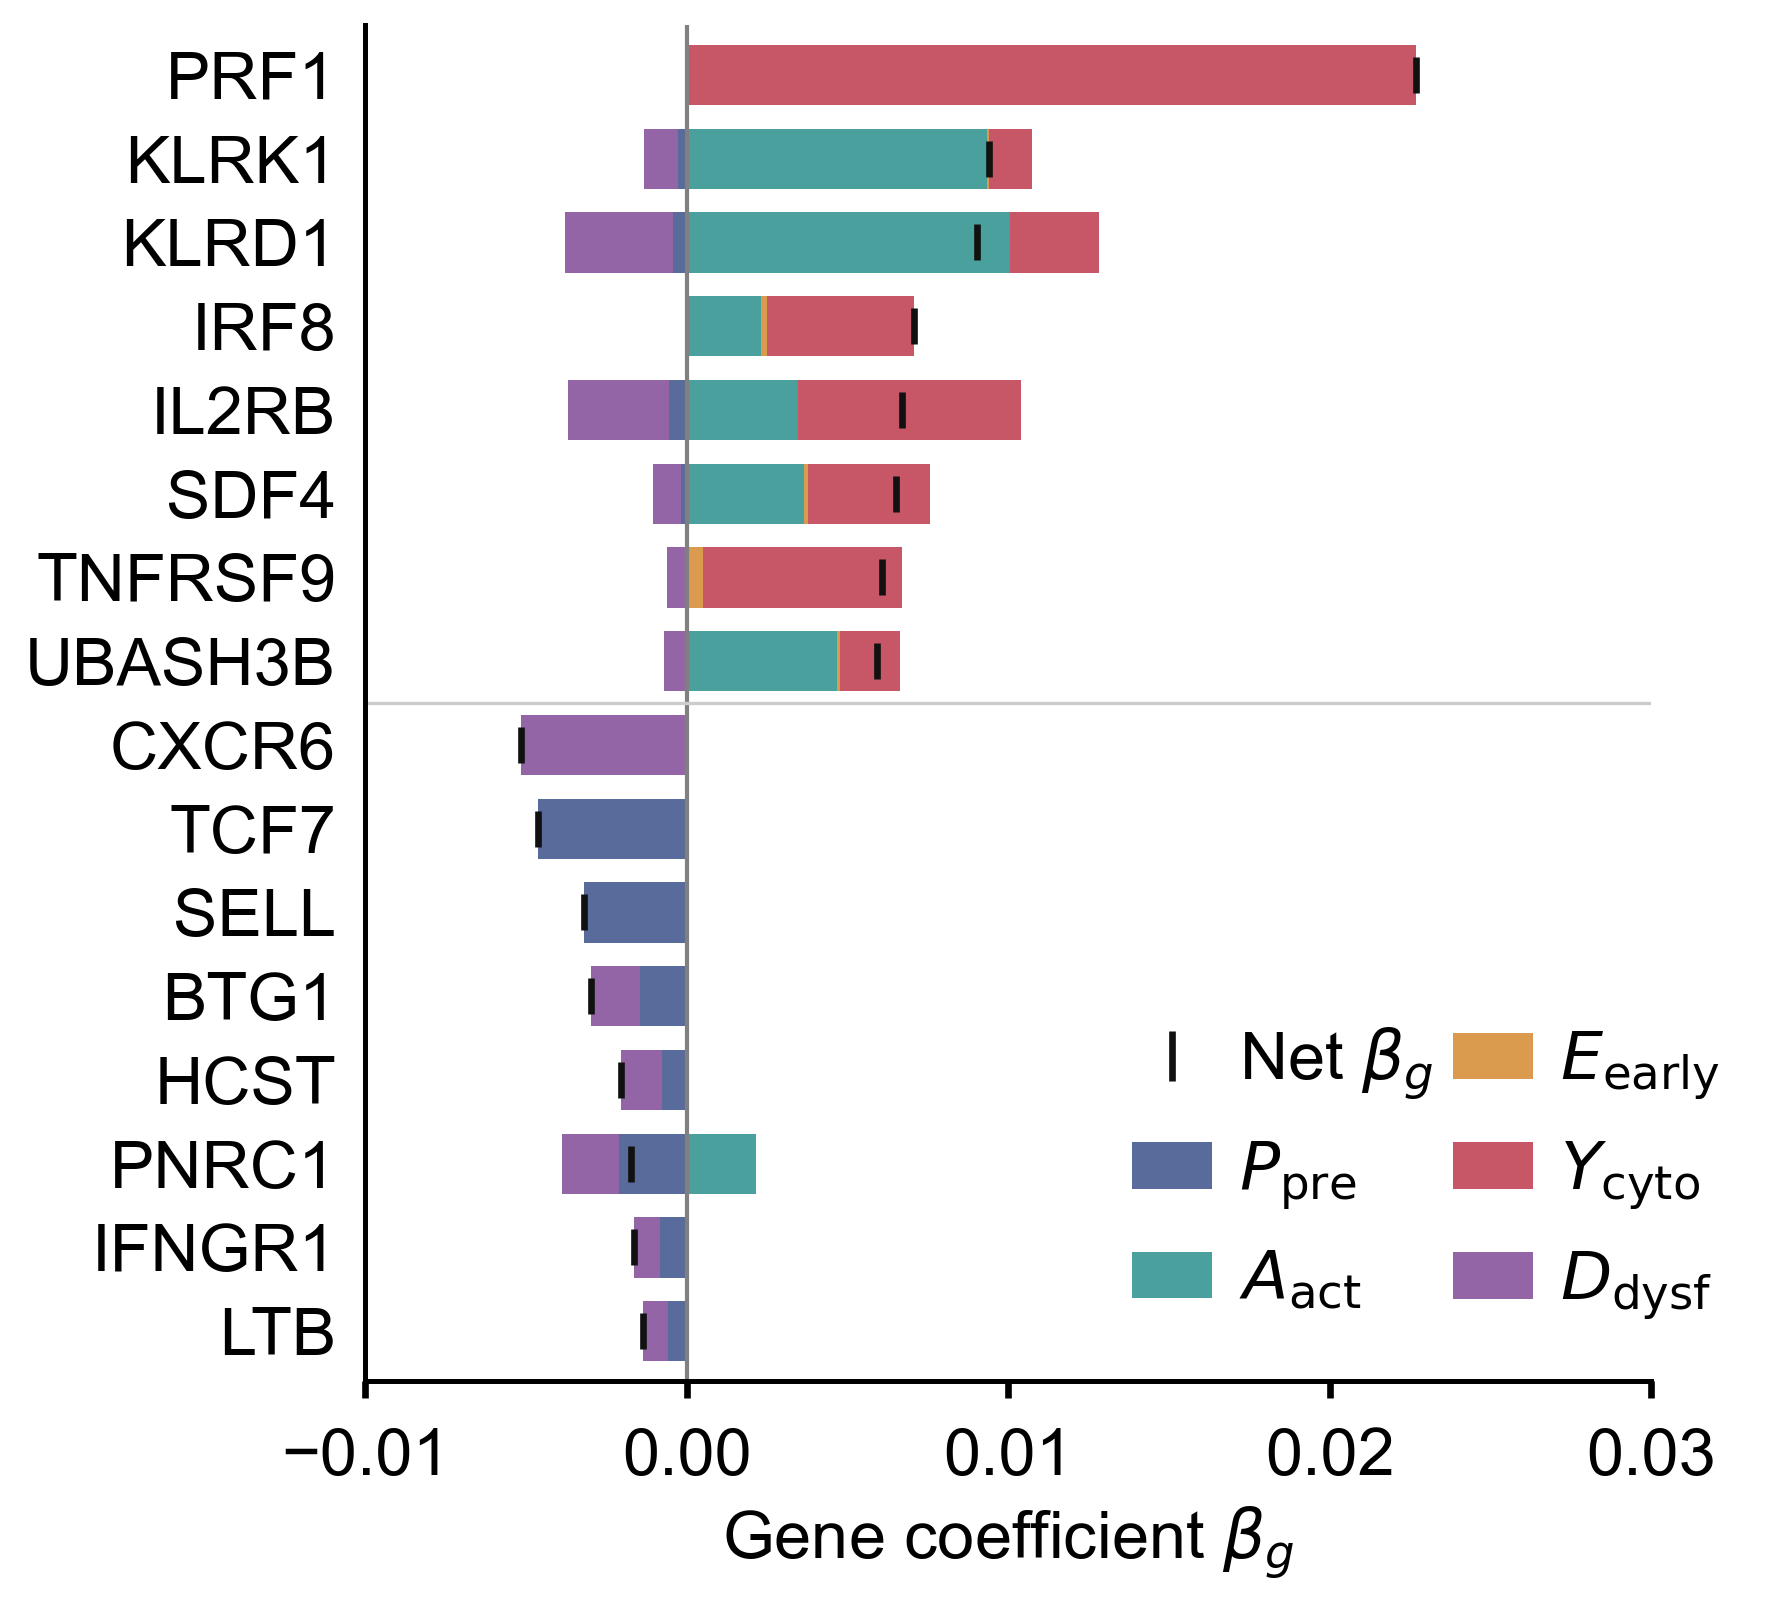 PRF1
KLRK1
KLRD1
IRF8
IL2RB
SDF4
TNFRSF9
UBASH3B
CXCR6
TCF7
SELL
BTG1
HCST
PNRC1
IFNGR1
LTB
Net βg
Ppre
Aact
Eearly
Ycyto
Ddysf
−0.01 0.00 0.01 0.02 0.03
Gene coefficient βg